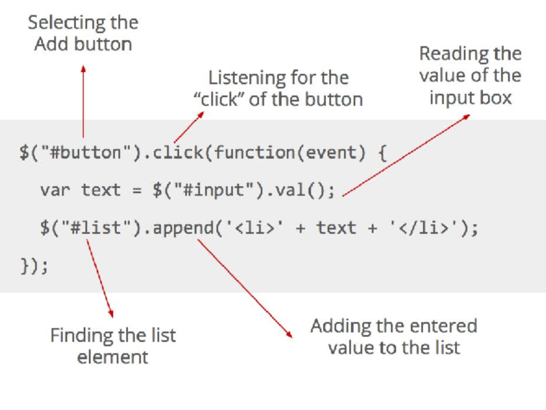 Selecting the
Add button
Listening for the
“click” of the button
Reading the
value of the
input box
$("#button").click(function(event) {
var text = $("#input").val();
$("#list").append('<li>' + text + '</li>');
});
Finding the list
element
Adding the entered
value to the list